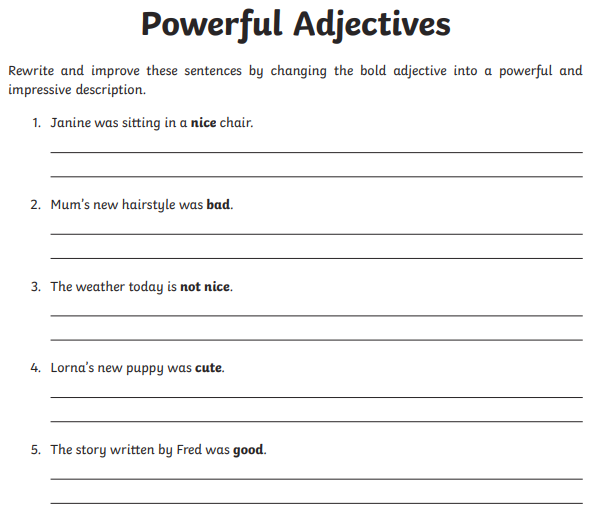 Powerful Adjectives
Rewrite and improve these sentences by changing the bold adjective into a powerful and
impressive description.
1. Janine was sitting in a nice chair.
2. Mum's new hairstyle was bad.
3. The weather today is not nice.
4. Lorna's new puppy was cute.
5. The story written by Fred was good.